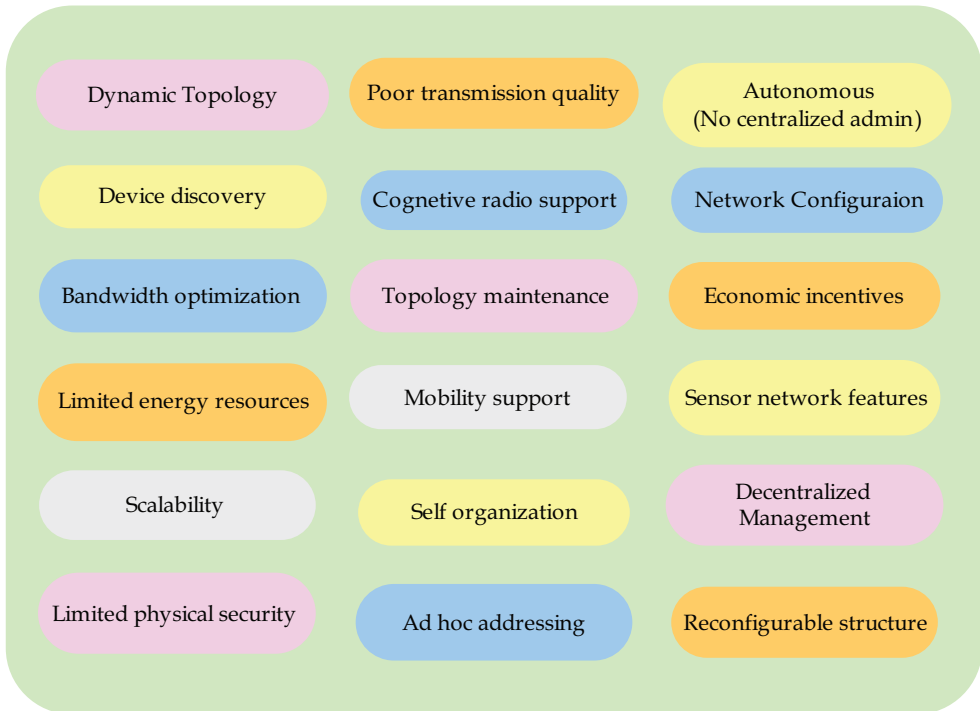 Dynamic Topology
Poor transmission quality
Autonomous
(No centralized admin)
Device discovery
Cognetive radio support
Network Configuraion
Bandwidth optimization
Topology maintenance
Economic incentives
Limited energy resources
Mobility support
Sensor network features
Scalability
Self organization
Decentralized
Management
Limited physical security
Ad hoc addressing
Reconfigurable structure